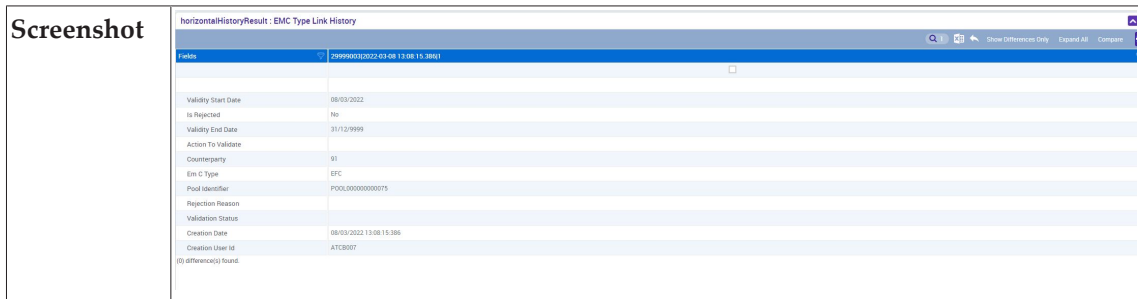 Screenshot
horizontalHistoryResult : EMC Type Link History
1 Show Differences Only Expand All Compare
Fields 29999003|2022-03-08 13:08:15.386|1
Validity Start Date 08/03/2022
Is Rejected No
Validity End Date 31/12/9999
Action To Validate
Counterparty 91
Em C Type EFC
Pool Identifier POOL000000000075
Rejection Reason
Validation Status
Creation Date 08/03/2022 13:08:15:386
Creation User Id ATCB007
(0) difference(s) found.